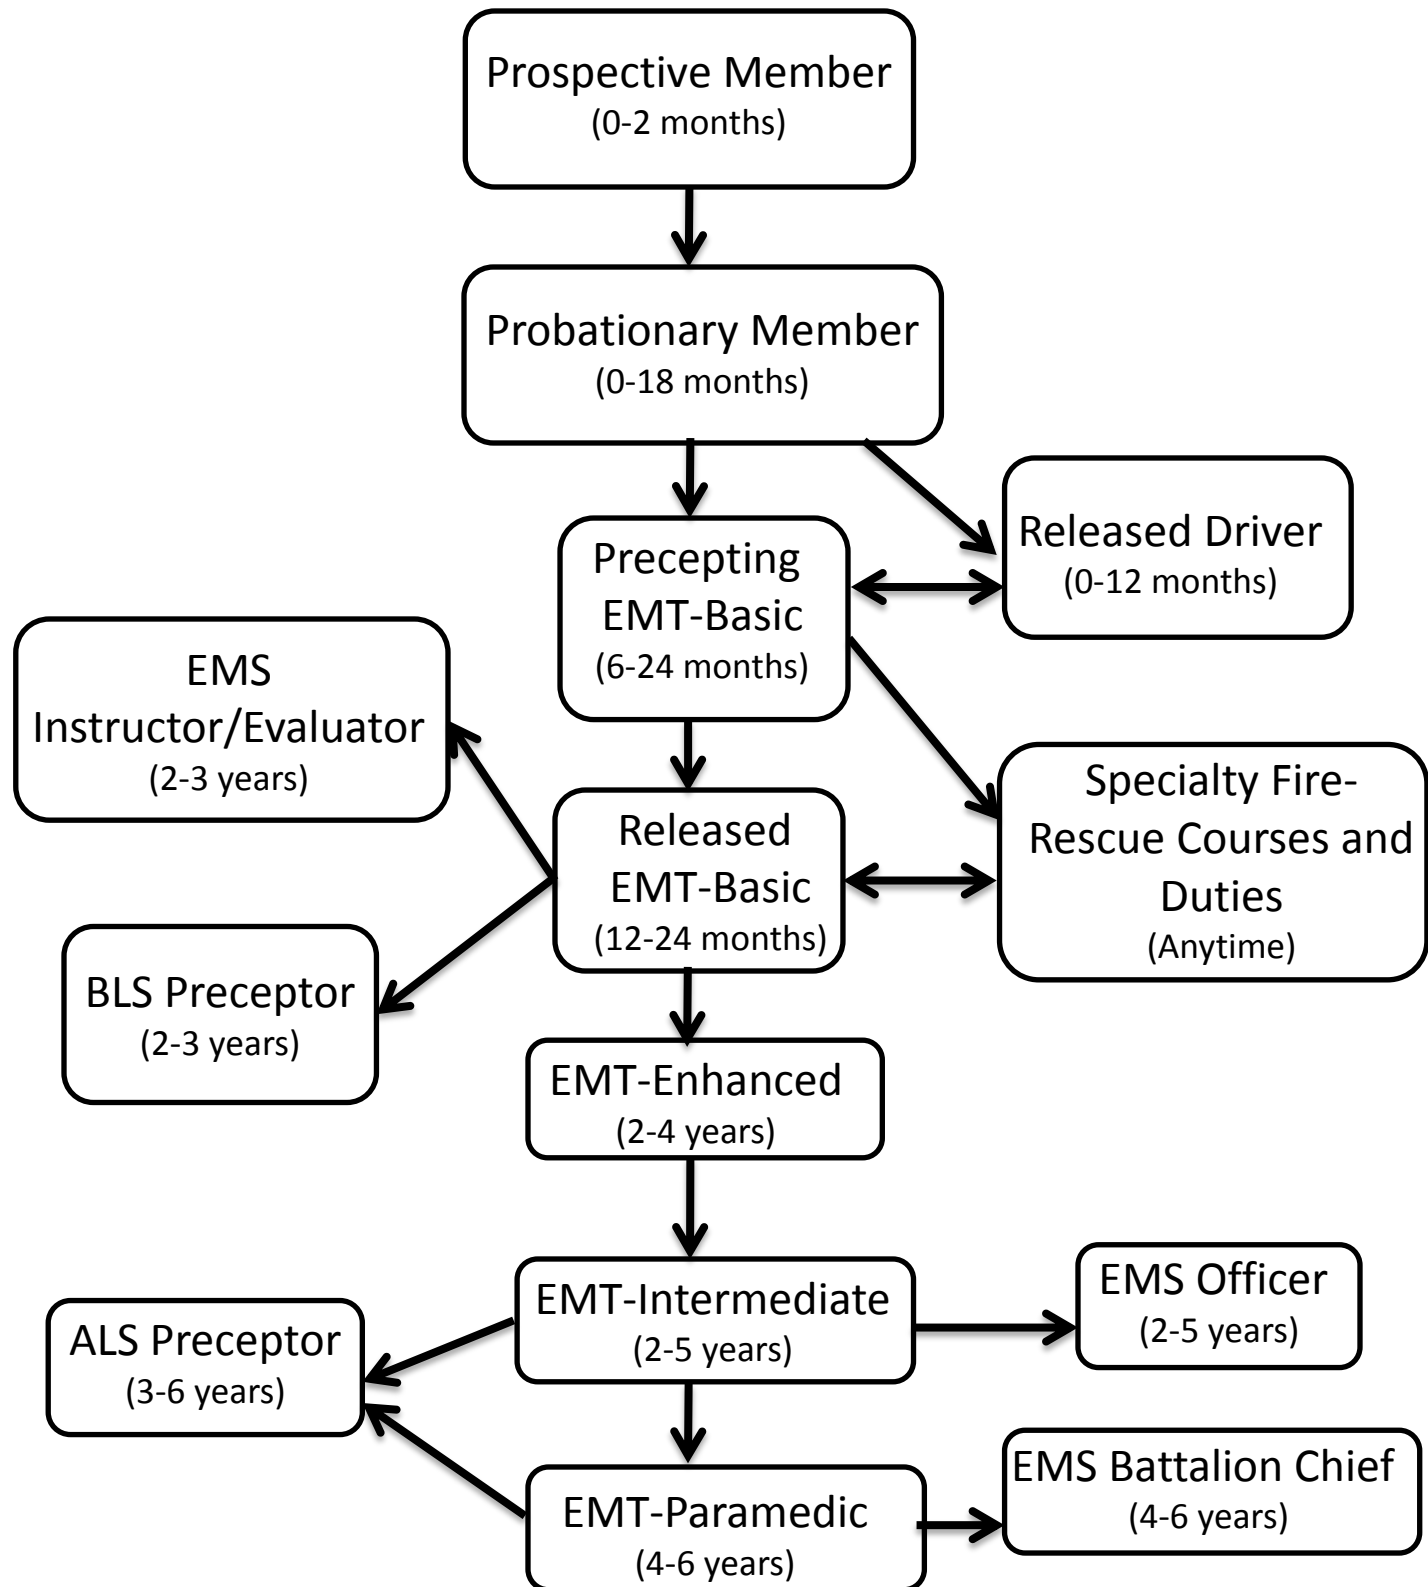 Prospective Member
(0-2 months)
Probationary Member
(0-18 months)
Released Driver
(0-12 months)
Precepting
EMT-Basic
(6-24 months)
EMS
Instructor/Evaluator
(2-3 years)
Specialty Fire-
Rescue Courses and
Duties
(Anytime)
Released
EMT-Basic
(12-24 months)
BLS Preceptor
(2-3 years)
EMT-Enhanced
(2-4 years)
EMT-Intermediate
(2-5 years)
EMS Officer
(2-5 years)
ALS Preceptor
(3-6 years)
EMT-Paramedic
(4-6 years)
EMS Battalion Chief
(4-6 years)